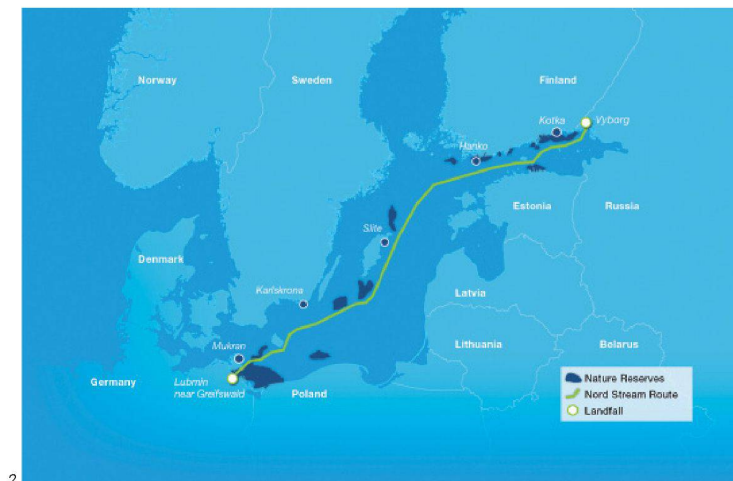 Norway
Sweden
Finland
Kotka
Vyborg
Hanko
Estonia
Russia
Slite
Denmark
Karlskrona
Latvia
Mukran
Lithuania
Belarus
Germany
Lubmin
near Greifswald
Poland
Nature Reserves
Nord Stream Route
Landfall
2